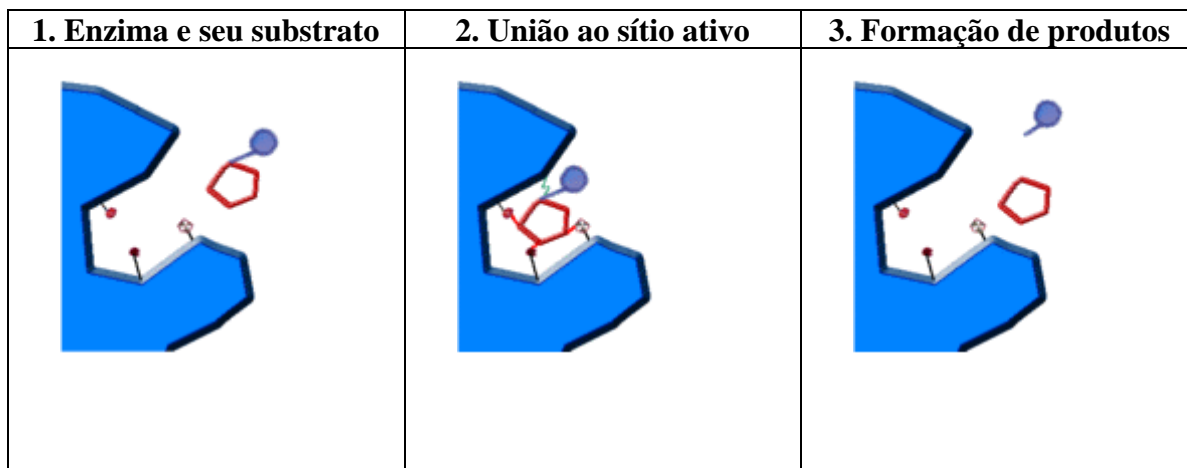 1. Enzima e seu substrato
2. União ao sítio ativo
3. Formação de produtos